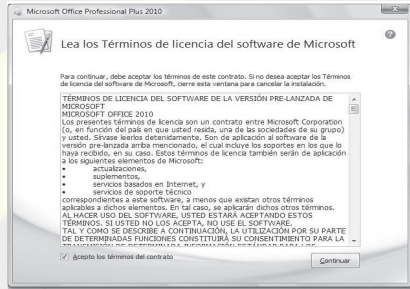 Microsoft Office Professional Plus 2010
Lea los Términos de licencia del software de Microsoft
Para continuar, debe aceptar los términos de este contrato. Si no desea aceptar los Términos
de licencia del software de Microsoft, cierre esta ventana para cancelar la instalación.
TÉRMINOS DE LICENCIA DEL SOFTWARE DE LA VERSIÓN PRE-LANZADA DE
MICROSOFT
MICROSOFT OFFICE 2010
Los presentes términos de licencia son un contrato entre Microsoft Corporation
(o, en función del país en que usted resida, una de las sociedades de su grupo)
y usted. Sírvase leerlos detenidamente. Son de aplicación al software de la
versión pre-lanzada arriba mencionado, el cual incluye los soportes en los que lo
haya recibido, en su caso. Estos términos de licencia también serán de aplicación
a los siguientes elementos de Microsoft:
• actualizaciones,
• suplementos,
• servicios basados en Internet, y
• servicios de soporte técnico
correspondientes a este software, a menos que existan otros términos
aplicables a dichos elementos. En tal caso, se aplicarán dichos otros términos.
AL HACER USO DEL SOFTWARE, USTED ESTARÁ ACEPTANDO ESTOS
TÉRMINOS. SI USTED NO LOS ACEPTA, NO USE EL SOFTWARE.
TAL Y COMO SE DESCRIBE A CONTINUACIÓN, LA UTILIZACIÓN POR SU PARTE
DE DETERMINADAS FUNCIONES CONSTITUIRÁ SU CONSENTIMIENTO PARA LA
TRANSMISIÓN DE DETERMINADA INFORMACIÓN ESTÁNDAR PARA LOS
Acepto los términos del contrato
Continuar